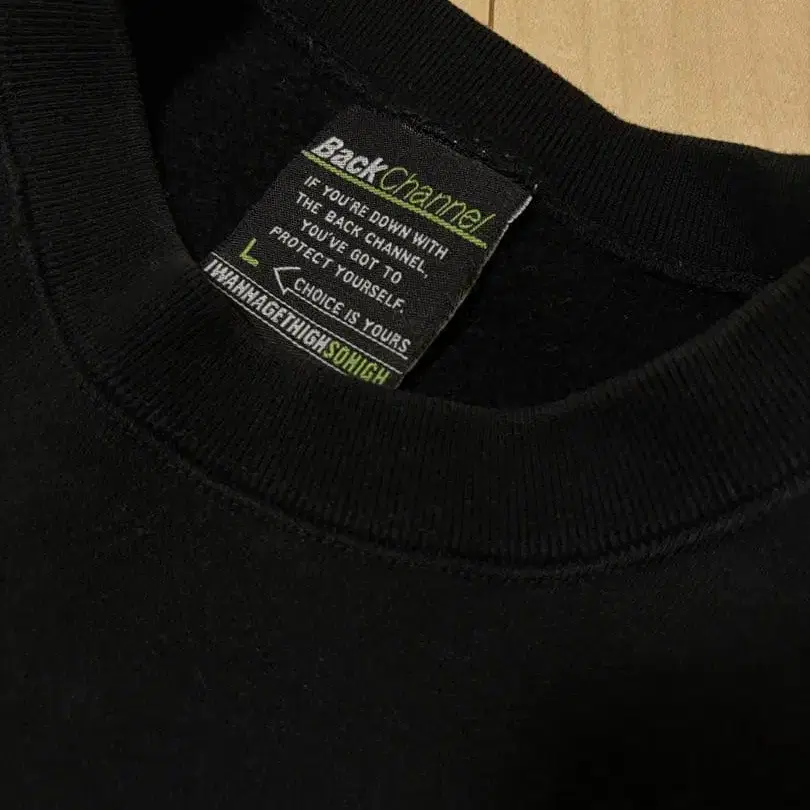 BackChannel
IF YOU'RE DOWN WITH
THE BACK CHANNEL,
YOU'VE GOT TO
PROTECT YOURSELF.
L
CHOICE IS YOURS
IWANNAGETHIGHSOHIGH